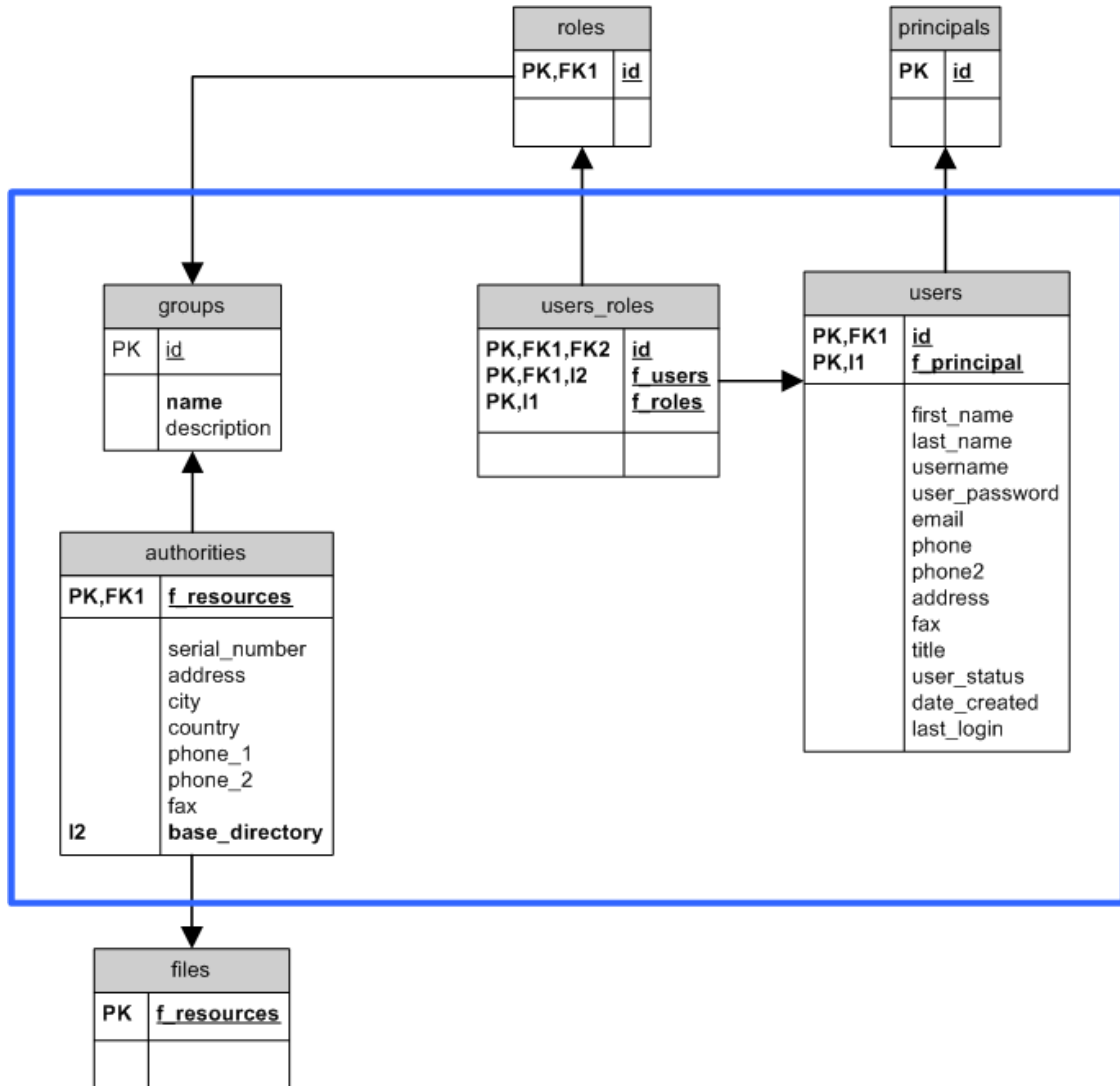 roles
PK,FK1 id
principals
PK id
groups
PK id
name
description
users_roles
PK,FK1,FK2 id
PK,FK1,I2 f_users
PK,I1 f_roles
users
PK,FK1 id
PK,I1 f_principal
first_name
last_name
username
user_password
email
phone
phone2
address
fax
title
user_status
date_created
last_login
authorities
PK,FK1 f_resources
serial_number
address
city
country
phone_1
phone_2
fax
I2 base_directory
files
PK f_resources